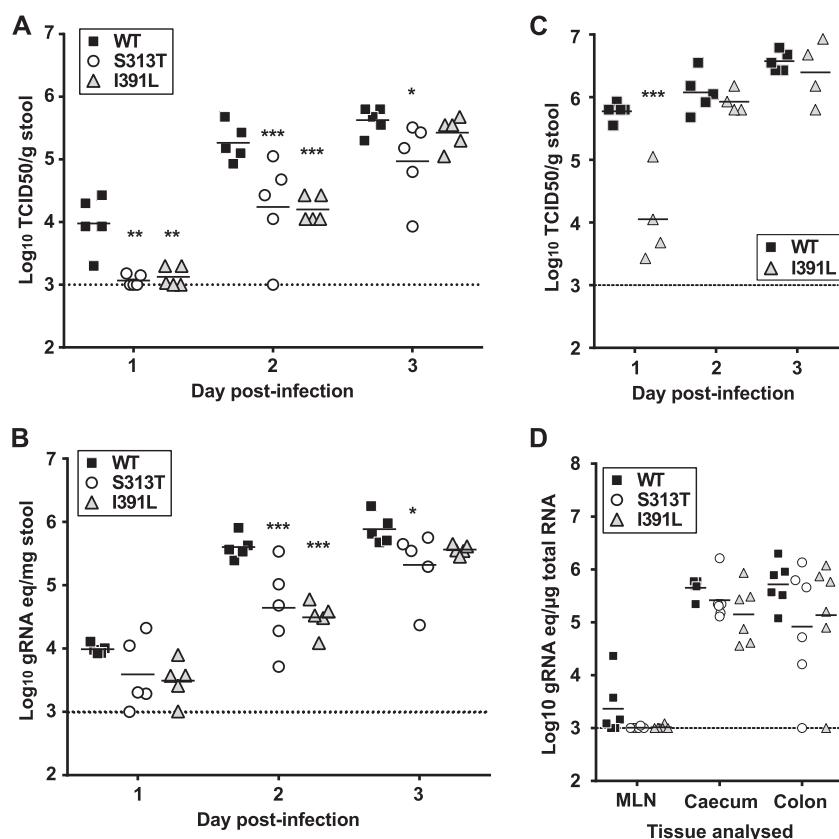 A
WT
S313T
I391L
Log10 TCID50/g stool
7
6
5
4
3
2
** ** *** *** *
1 2 3
Day post-infection
B
WT
S313T
I391L
Log10 gRNA eq/mg stool
7
6
5
4
3
2
*** *** *
1 2 3
Day post-infection
C
Log10 TCID50/g stool
7
6
5
4
3
2
***
WT
I391L
1 2 3
Day post-infection
D
WT
S313T
I391L
Log10 gRNA eq/µg total RNA
8
7
6
5
4
3
2
MLN Caecum Colon
Tissue analysed